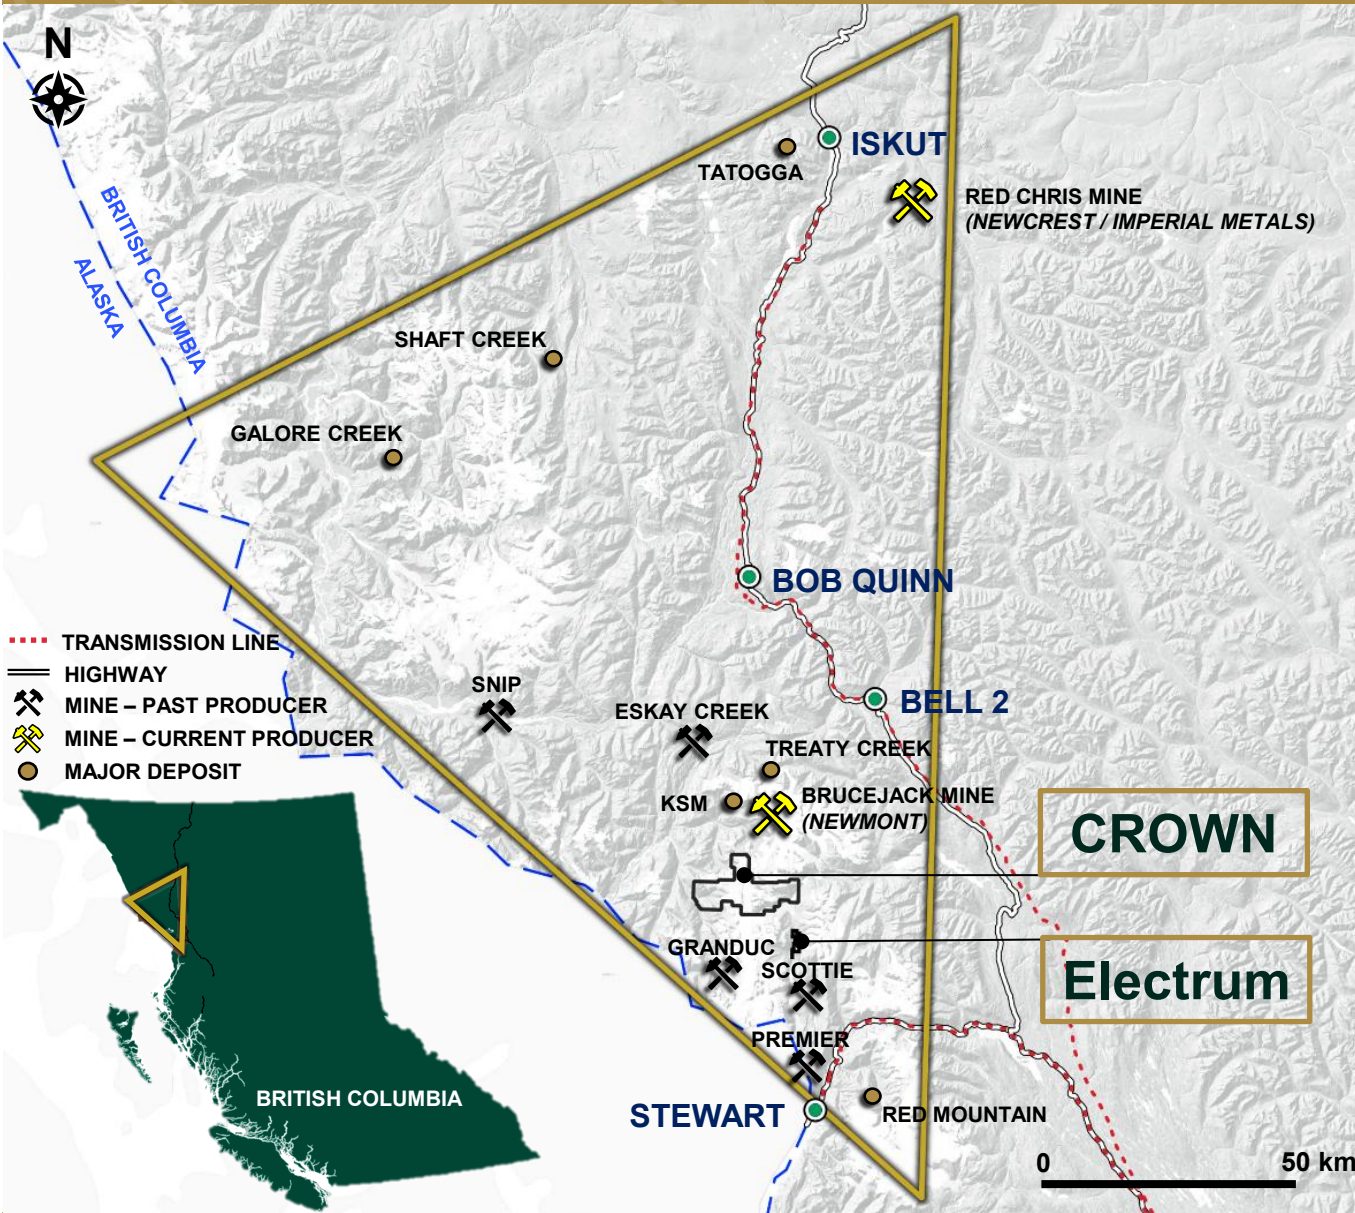 N
ISKUT
TATOGGA
RED CHRIS MINE
(NEWCREST / IMPERIAL METALS)
BRITISH COLUMBIA
ALASKA
SHAFT CREEK
GALORE CREEK
BOB QUINN
TRANSMISSION LINE
HIGHWAY
MINE – PAST PRODUCER
MINE – CURRENT PRODUCER
MAJOR DEPOSIT
SNIP
ESKAY CREEK
BELL 2
TREATY CREEK
KSM
BRUCEJACK MINE
(NEWMONT)
CROWN
GRANDUC
SCOTTIE
Electrum
PREMIER
STEWART
RED MOUNTAIN
BRITISH COLUMBIA
0
50 km